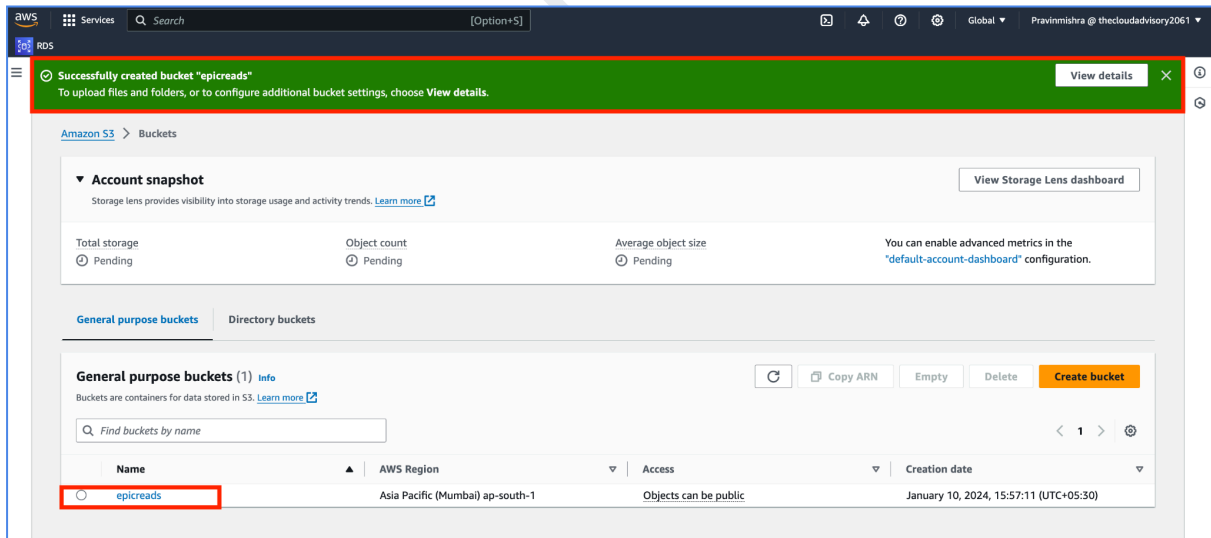 aws
Services
Search
[Option+S]
Global
Pravinmishra @ thecloudadvisory2061
RDS
Successfully created bucket "epicreads"
To upload files and folders, or to configure additional bucket settings, choose View details.
View details
Amazon S3 > Buckets
Account snapshot
View Storage Lens dashboard
Storage lens provides visibility into storage usage and activity trends. Learn more
Total storage
Pending
Object count
Pending
Average object size
Pending
You can enable advanced metrics in the
"default-account-dashboard" configuration.
General purpose buckets
Directory buckets
General purpose buckets (1) Info
Copy ARN
Empty
Delete
Create bucket
Buckets are containers for data stored in S3. Learn more
Find buckets by name
1
Name
AWS Region
Access
Creation date
epicreads
Asia Pacific (Mumbai) ap-south-1
Objects can be public
January 10, 2024, 15:57:11 (UTC+05:30)